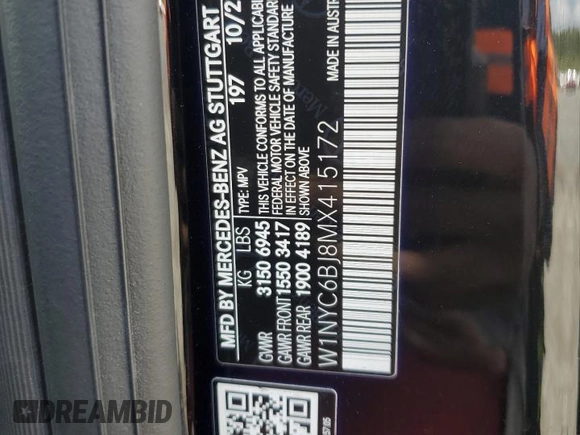 MFD BY MERCEDES-BENZ AG STUTTGART
197 10/2
KG LBS TYPE: MPV
GVWR 3150 6945
GAWR FRONT 1550 3417
GAWR REAR 1900 4189
THIS VEHICLE CONFORMS TO ALL APPLICABL
FEDERAL MOTOR VEHICLE SAFETY STANDAR
IN EFFECT ON THE DATE OF MANUFACTURE
SHOWN ABOVE
W1NYC6BJ8MX415172
MADE IN AUSTR
DREAMBID